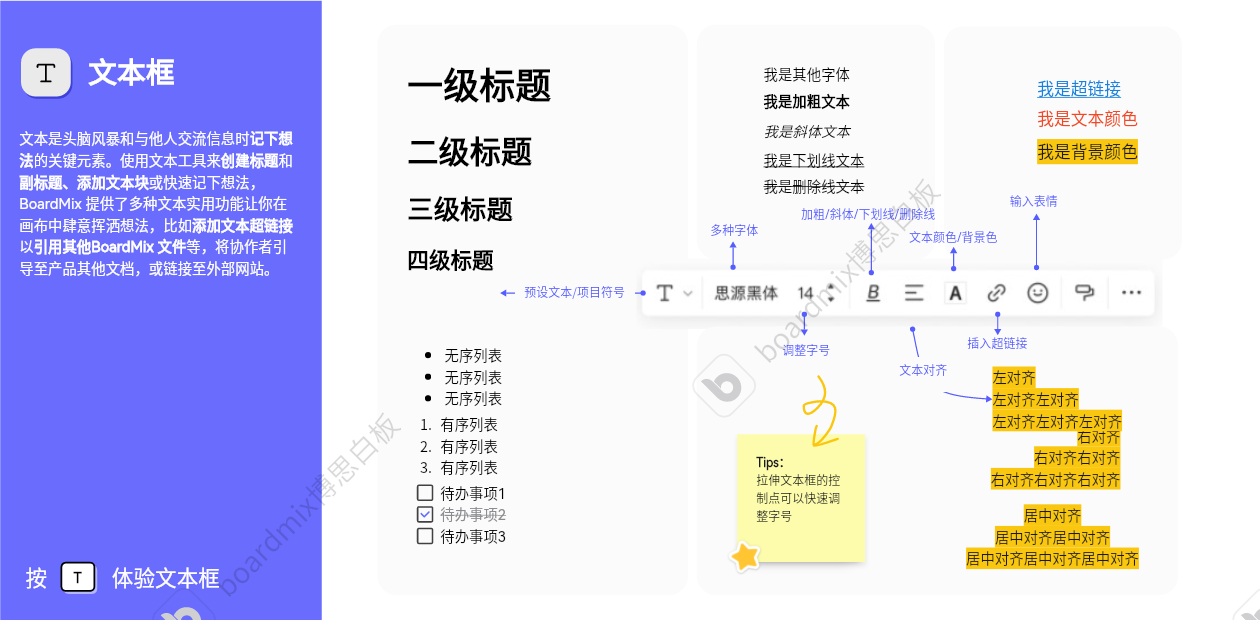 T 文本框
文本是头脑风暴和与他人交流信息时记下想
法的关键元素。使用文本工具来创建标题和
副标题、添加文本块或快速记下想法，
BoardMix 提供了多种文本实用功能让你在
画布中肆意挥洒想法，比如添加文本超链接
以引用其他BoardMix 文件等，将协作者引
导至产品其他文档，或链接至外部网站。
按 T 体验文本框
一级标题
二级标题
三级标题
四级标题
预设文本/项目符号
无序列表
无序列表
无序列表
1. 有序列表
2. 有序列表
3. 有序列表
待办事项1
待办事项2
待办事项3
我是其他字体
我是加粗文本
我是斜体文本
我是下划线文本
我是删除线文本
我是超链接
我是文本颜色
我是背景颜色
多种字体
加粗/斜体/下划线/删除线
文本颜色/背景色
输入表情
T 思源黑体 14 B A
调整字号
文本对齐
插入超链接
Tips：
拉伸文本框的控
制点可以快速调
整字号
左对齐
左对齐左对齐
左对齐左对齐左对齐
右对齐
右对齐右对齐
右对齐右对齐右对齐
居中对齐
居中对齐居中对齐
居中对齐居中对齐居中对齐
boardmix博思白板
boardmix博思白板